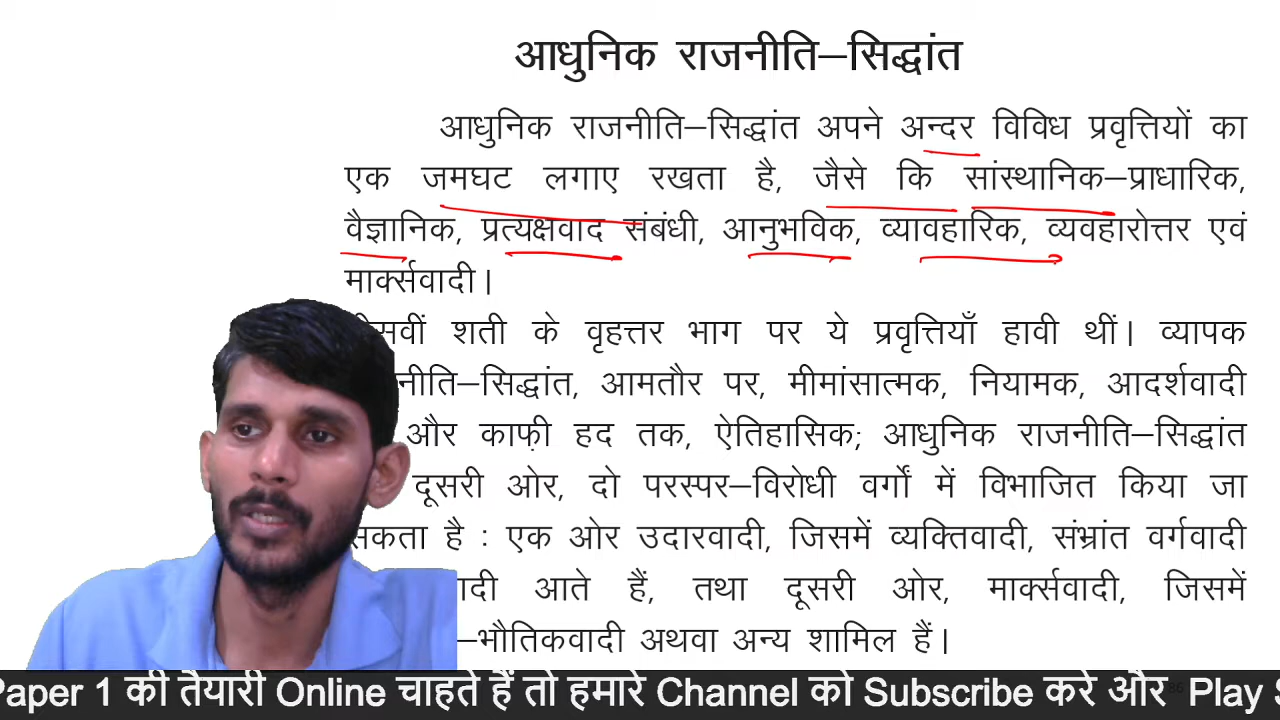 आधुनिक राजनीति–सिद्धांत
आधुनिक राजनीति–सिद्धांत अपने अन्दर विविध प्रवृत्तियों का
एक जमघट लगाए रखता है, जैसे कि सांस्थानिक–प्राधारिक,
वैज्ञानिक, प्रत्यक्षवाद संबंधी, आनुभविक, व्यावहारिक, व्यवहारोत्तर एवं
मार्क्सवादी।
शती के वृहत्तर भाग पर ये प्रवृत्तियाँ हावी थीं। व्यापक
नीति–सिद्धांत, आमतौर पर, मीमांसात्मक, नियामक, आदर्शवादी
और काफ़ी हद तक, ऐतिहासिक; आधुनिक राजनीति–सिद्धांत
दूसरी ओर, दो परस्पर–विरोधी वर्गों में विभाजित किया जा
सकता है : एक ओर उदारवादी, जिसमें व्यक्तिवादी, संभ्रांत वर्गवादी
वादी आते हैं, तथा दूसरी ओर, मार्क्सवादी, जिसमें
–भौतिकवादी अथवा अन्य शामिल हैं।
Paper 1 की तैयारी Online चाहते हैं तो हमारे Channel को Subscribe करे और Play